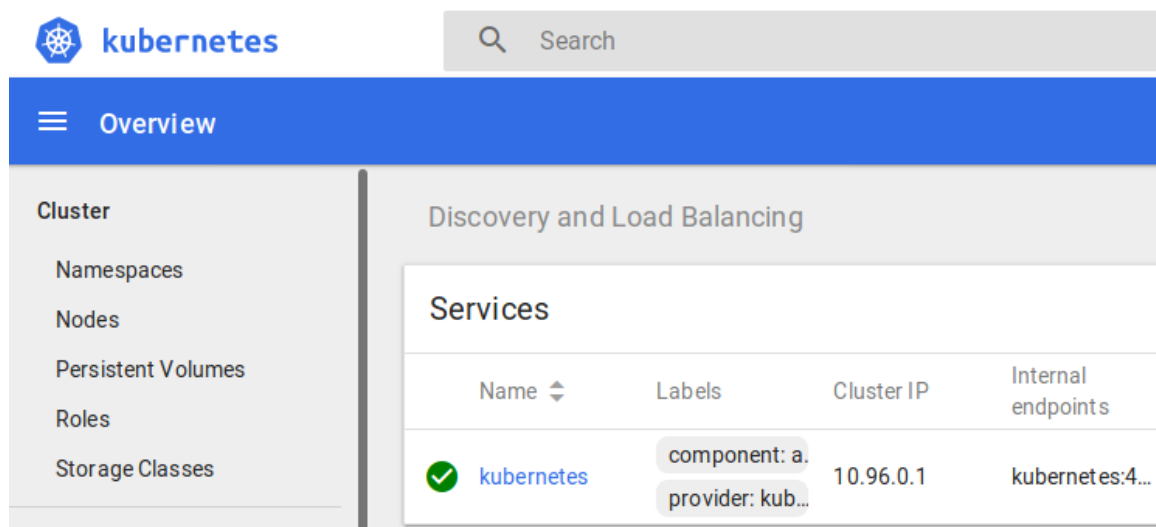 kubernetes
Search
Overview
Cluster
Namespaces
Nodes
Persistent Volumes
Roles
Storage Classes
Discovery and Load Balancing
Services
Name Labels Cluster IP Internal endpoints
kubernetes component: a. provider: kub... 10.96.0.1 kubernetes:4...